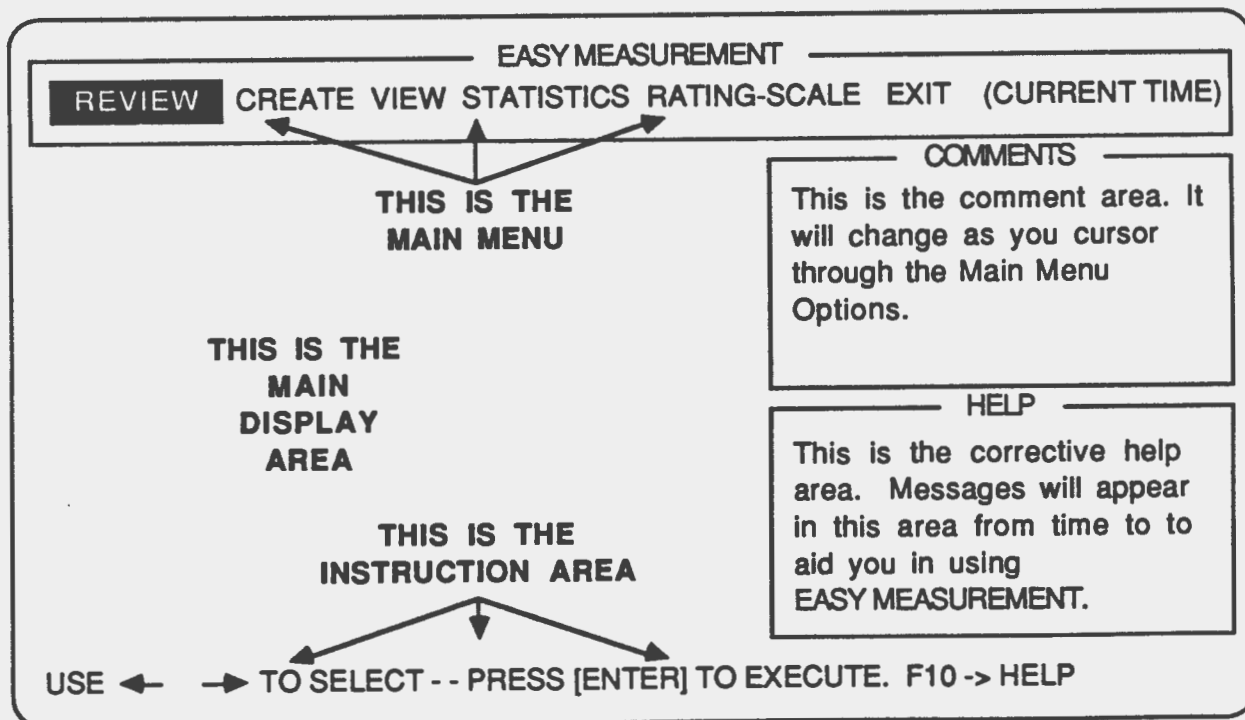 EASY MEASUREMENT
REVIEW CREATE VIEW STATISTICS RATING-SCALE EXIT (CURRENT TIME)
THIS IS THE
MAIN MENU
COMMENTS
This is the comment area. It
will change as you cursor
through the Main Menu
Options.
THIS IS THE
MAIN
DISPLAY
AREA
HELP
This is the corrective help
area. Messages will appear
in this area from time to to
aid you in using
EASY MEASUREMENT.
THIS IS THE
INSTRUCTION AREA
USE ← → TO SELECT - - PRESS [ENTER] TO EXECUTE. F10 -> HELP